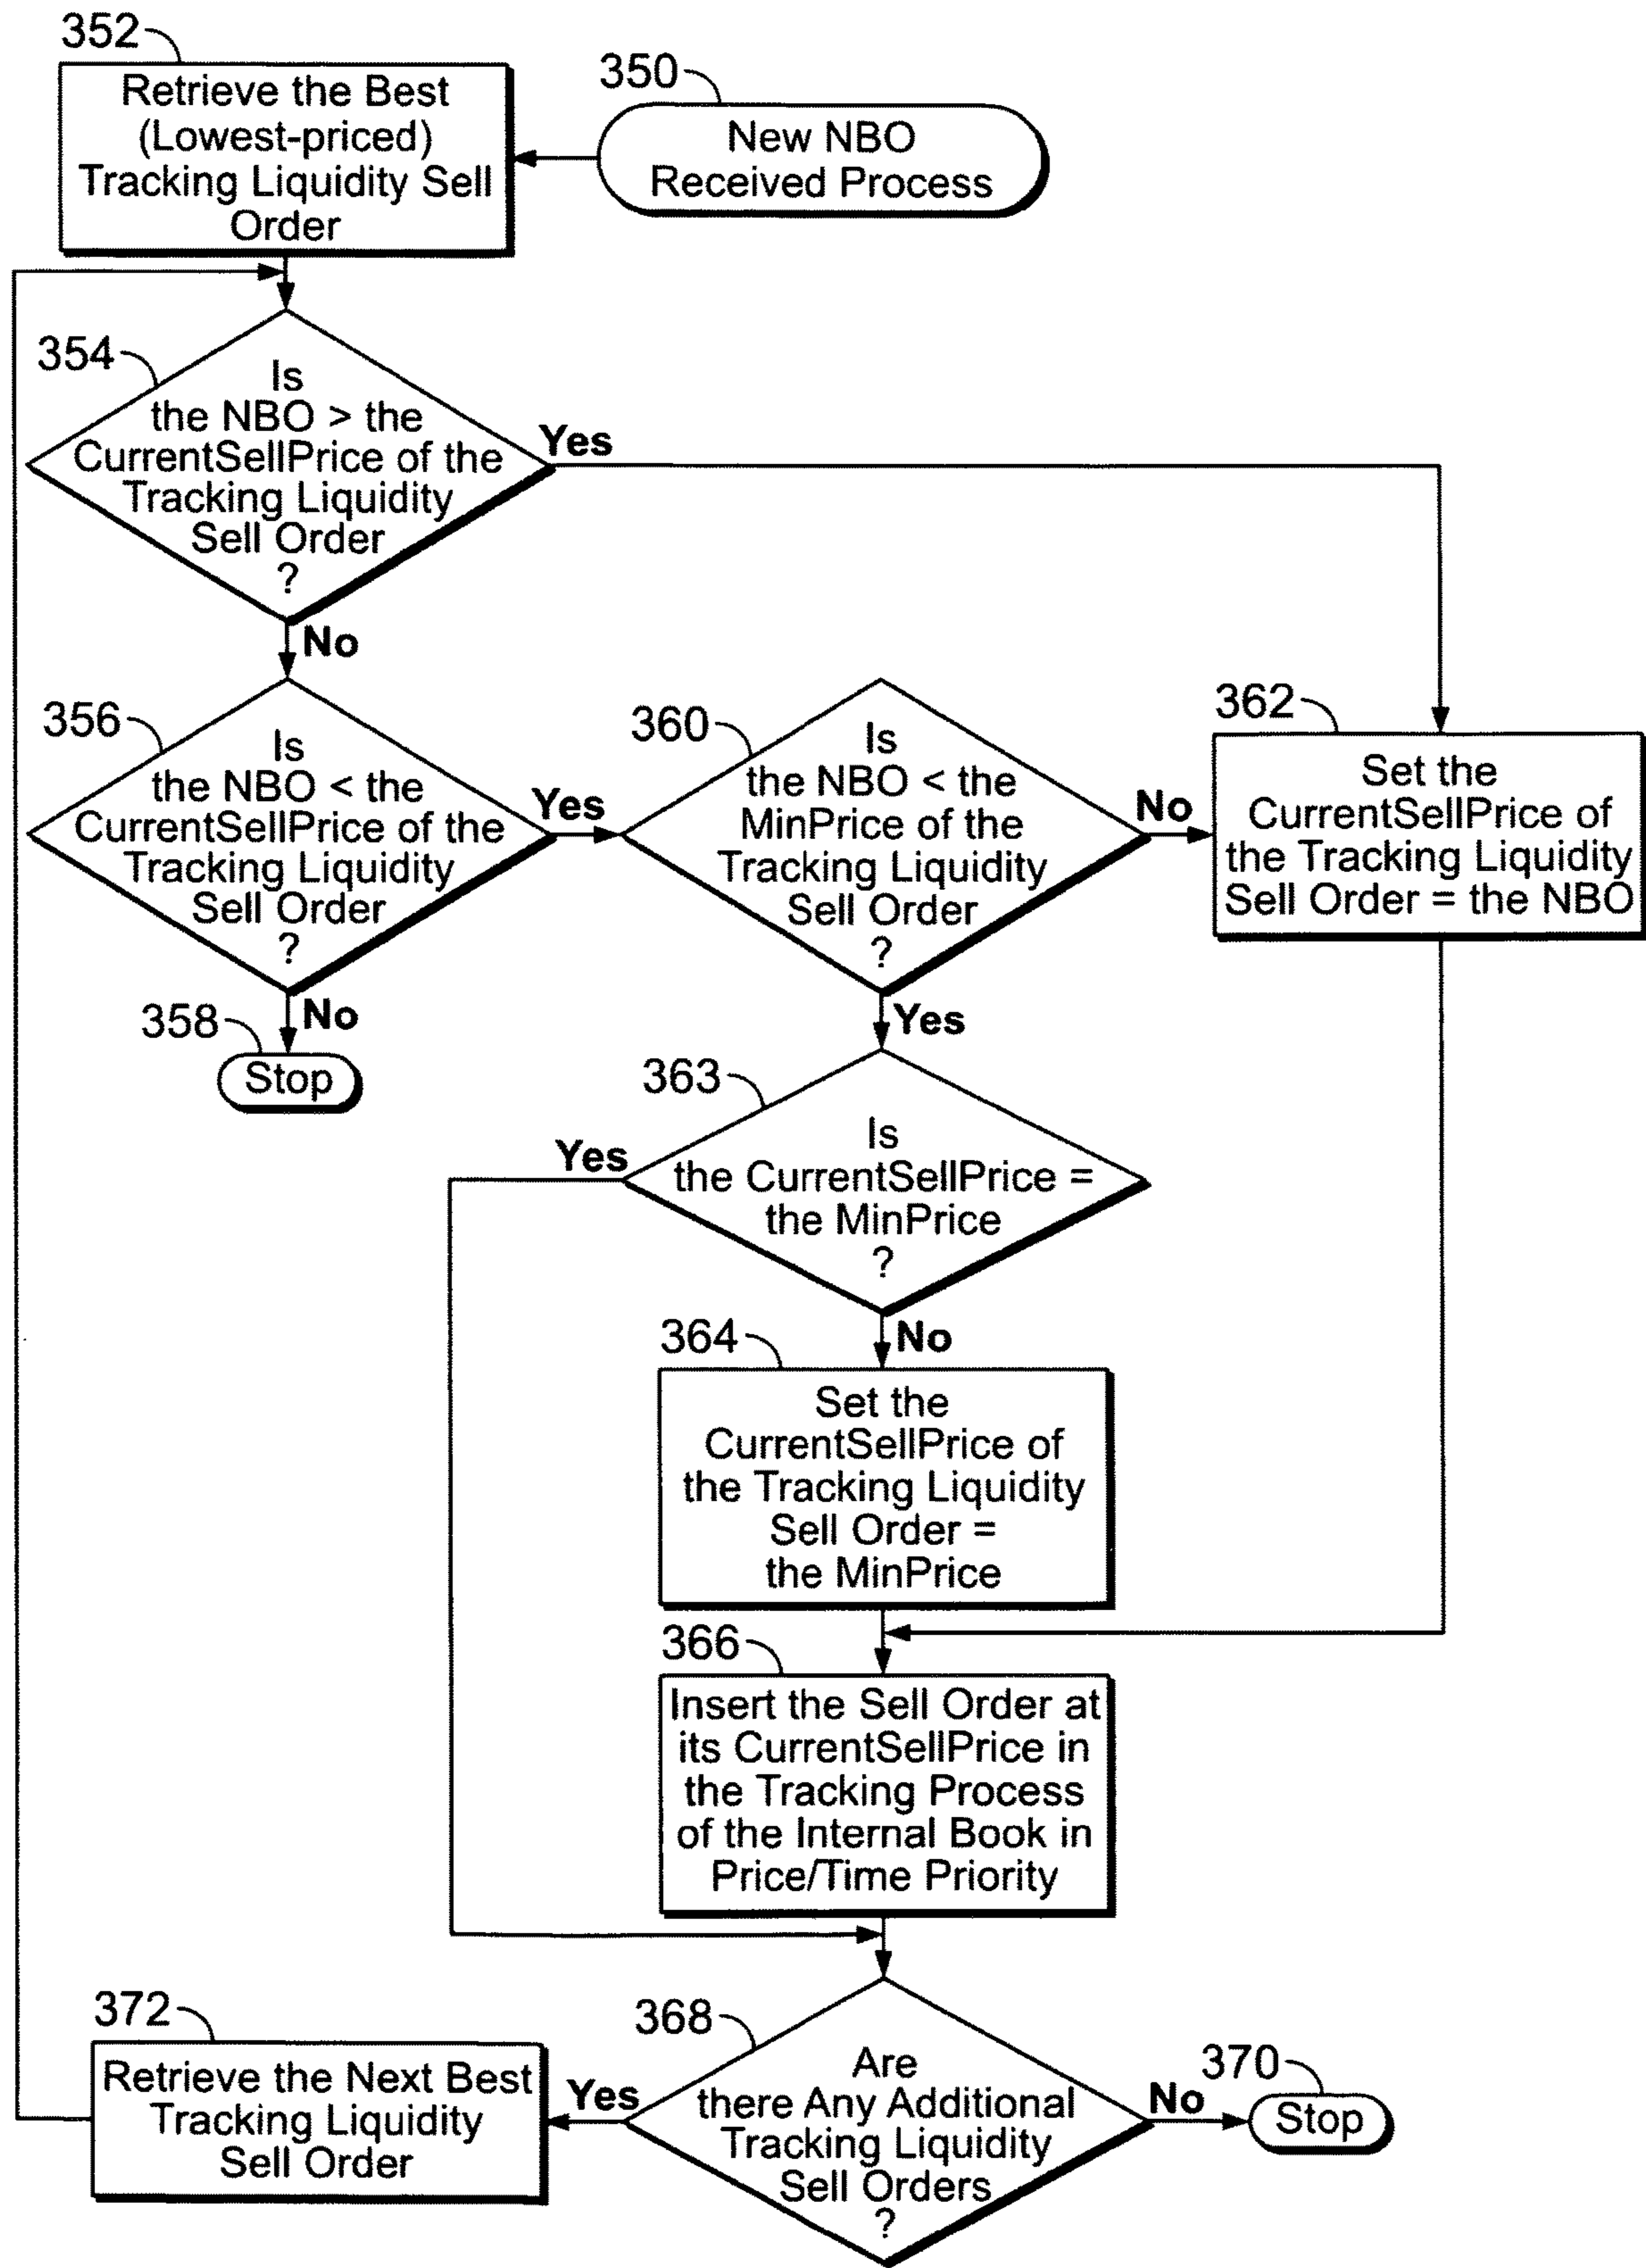 352
Retrieve the Best
(Lowest-priced)
Tracking Liquidity Sell
Order
350
New NBO
Received Process
354
Is
the NBO > the
CurrentSellPrice of the
Tracking Liquidity
Sell Order
?
Yes
No
356
Is
the NBO < the
CurrentSellPrice of the
Tracking Liquidity
Sell Order
?
Yes
No
358
Stop
360
Is
the NBO < the
MinPrice of the
Tracking Liquidity
Sell Order
?
No
Yes
362
Set the
CurrentSellPrice of
the Tracking Liquidity
Sell Order = the NBO
363
Is
the CurrentSellPrice =
the MinPrice
?
Yes
No
364
Set the
CurrentSellPrice of
the Tracking Liquidity
Sell Order =
the MinPrice
366
Insert the Sell Order at
its CurrentSellPrice in
the Tracking Process
of the Internal Book in
Price/Time Priority
368
Are
there Any Additional
Tracking Liquidity
Sell Orders
?
Yes
No
370
Stop
372
Retrieve the Next Best
Tracking Liquidity
Sell Order